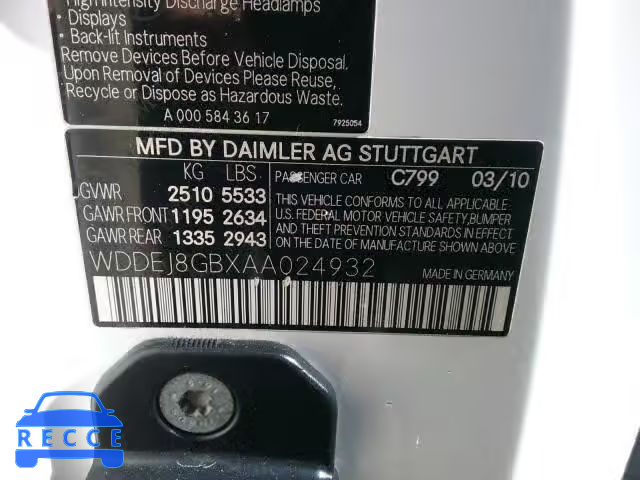 High Intensity Discharge Headlamps
• Displays
• Back-lit Instruments
Remove Devices Before Vehicle Disposal,
Upon Removal of Devices Please Reuse,
Recycle or Dispose as Hazardous Waste.
A 000 584 36 17 7925054
MFD BY DAIMLER AG STUTTGART
KG LBS PASSENGER CAR C799 03/10
GVWR 2510 5533
GAWR FRONT 1195 2634
GAWR REAR 1335 2943
THIS VEHICLE CONFORMS TO ALL APPLICABLE
U.S. FEDERAL MOTOR VEHICLE SAFETY, BUMPER
AND THEFT PREVENTION STANDARDS IN EFFECT
ON THE DATE OF MANUFACTURE SHOWN ABOVE.
WDDEJ8GBXAA024932 MADE IN GERMANY
RECCE